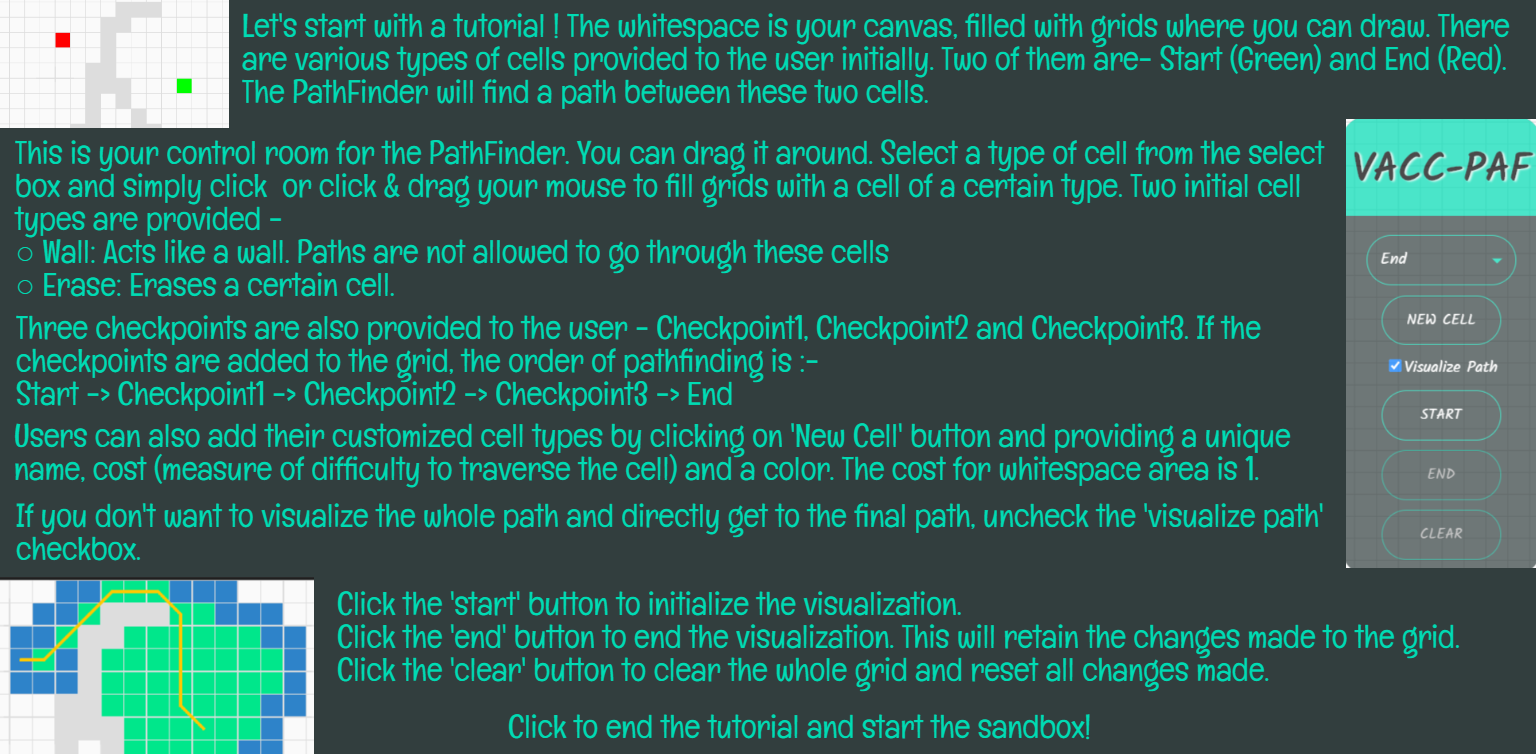 Let's start with a tutorial ! The whitespace is your canvas, filled with grids where you can draw. There
are various types of cells provided to the user initially. Two of them are- Start (Green) and End (Red).
The PathFinder will find a path between these two cells.
This is your control room for the PathFinder. You can drag it around. Select a type of cell from the select
box and simply click or click & drag your mouse to fill grids with a cell of a certain type. Two initial cell
types are provided -
○ Wall: Acts like a wall. Paths are not allowed to go through these cells
○ Erase: Erases a certain cell.
Three checkpoints are also provided to the user - Checkpoint1, Checkpoint2 and Checkpoint3. If the
checkpoints are added to the grid, the order of pathfinding is :-
Start -> Checkpoint1 -> Checkpoint2 -> Checkpoint3 -> End
Users can also add their customized cell types by clicking on 'New Cell' button and providing a unique
name, cost (measure of difficulty to traverse the cell) and a color. The cost for whitespace area is 1.
If you don't want to visualize the whole path and directly get to the final path, uncheck the 'visualize path'
checkbox.
VACC-PAF
End
NEW CELL
Visualize Path
START
END
CLEAR
Click the 'start' button to initialize the visualization.
Click the 'end' button to end the visualization. This will retain the changes made to the grid.
Click the 'clear' button to clear the whole grid and reset all changes made.
Click to end the tutorial and start the sandbox!